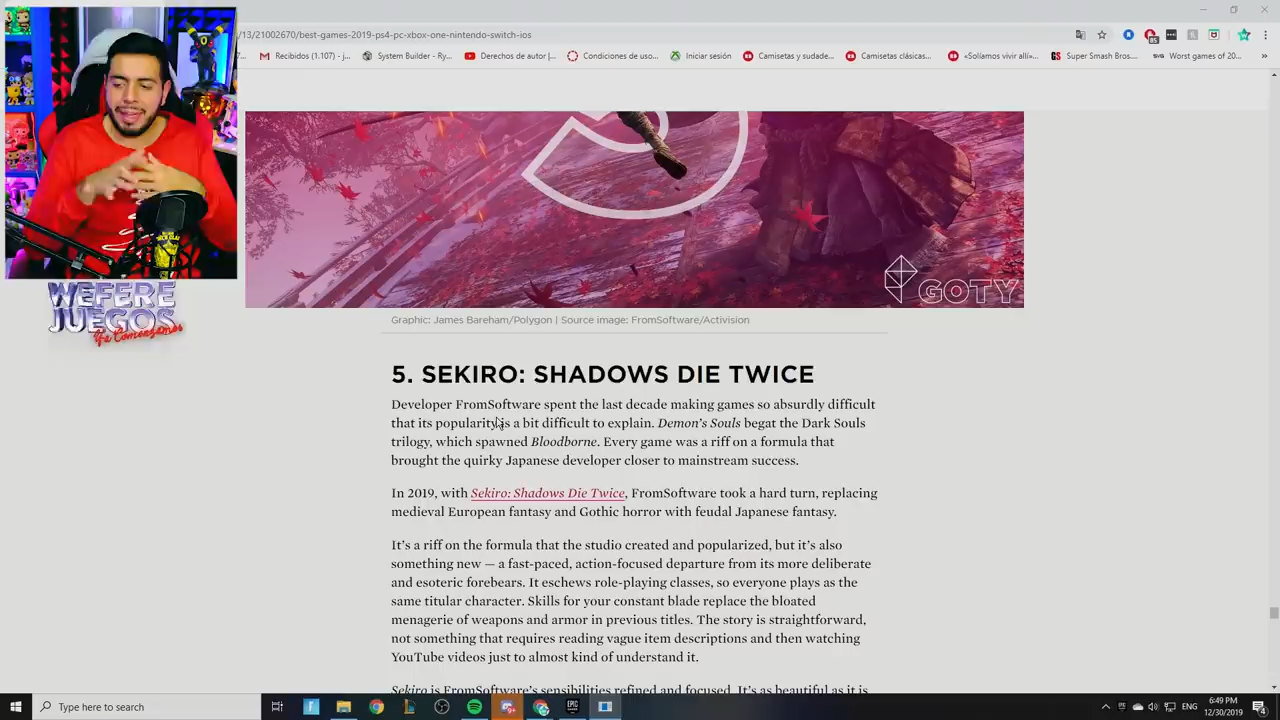 /13/21002670/best-games-2019-ps4-pc-xbox-one-nintendo-switch-ios
Recibidos (1.107) - j...
System Builder - Ry...
Derechos de autor |...
Condiciones de uso...
Iniciar sesión
Camisetas y sudade...
Camisetas clásicas...
«Solíamos vivir allí»...
Super Smash Bros....
Worst games of 20...
85
GOTY
WEFERE
JUEGOS
Ya Comenzamos
Graphic: James Bareham/Polygon | Source image: FromSoftware/Activision
5. SEKIRO: SHADOWS DIE TWICE
Developer FromSoftware spent the last decade making games so absurdly difficult
that its popularity is a bit difficult to explain. Demon's Souls begat the Dark Souls
trilogy, which spawned Bloodborne. Every game was a riff on a formula that
brought the quirky Japanese developer closer to mainstream success.
In 2019, with Sekiro: Shadows Die Twice, FromSoftware took a hard turn, replacing
medieval European fantasy and Gothic horror with feudal Japanese fantasy.
It's a riff on the formula that the studio created and popularized, but it's also
something new — a fast-paced, action-focused departure from its more deliberate
and esoteric forebears. It eschews role-playing classes, so everyone plays as the
same titular character. Skills for your constant blade replace the bloated
menagerie of weapons and armor in previous titles. The story is straightforward,
not something that requires reading vague item descriptions and then watching
YouTube videos just to almost kind of understand it.
Sekiro is FromSoftware's sensibilities refined and focused. It's as beautiful as it is
Type here to search
EPIC
ENG
6:49 PM
12/30/2019
4